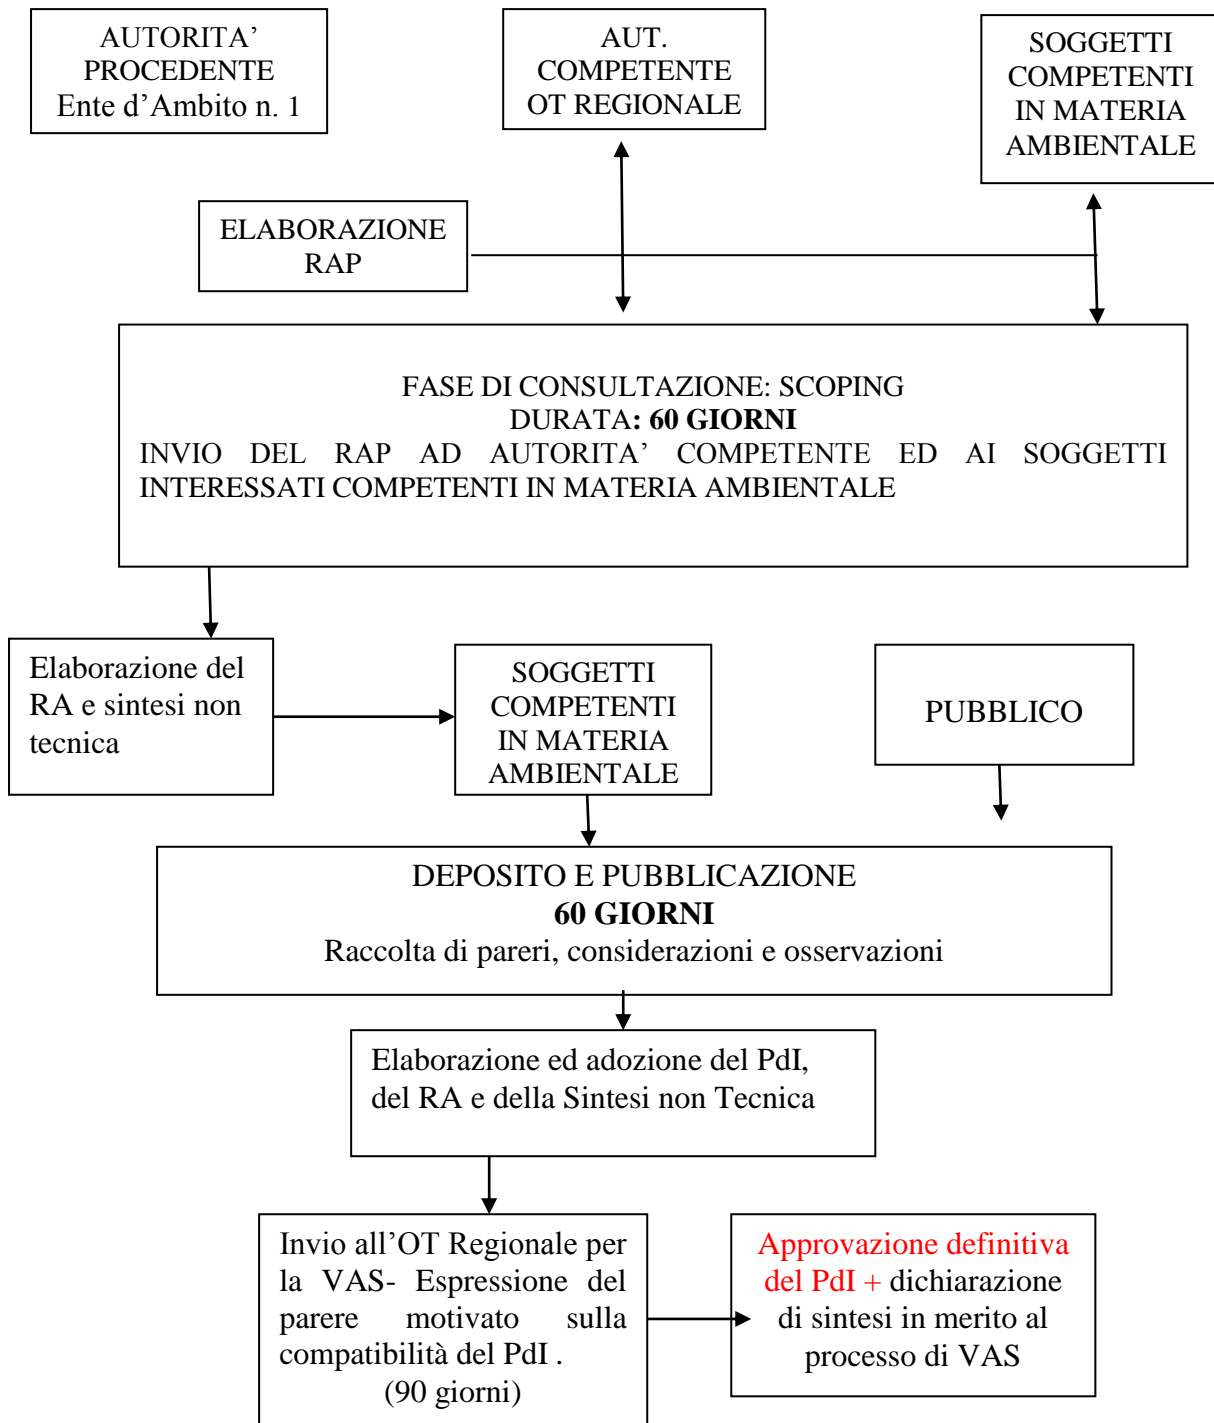 AUTORITA’
PROCEDENTE
Ente d’Ambito n. 1
AUT.
COMPETENTE
OT REGIONALE
SOGGETTI
COMPETENTI
IN MATERIA
AMBIENTALE
ELABORAZIONE
RAP
FASE DI CONSULTAZIONE: SCOPING
DURATA: 60 GIORNI
INVIO DEL RAP AD AUTORITA’ COMPETENTE ED AI SOGGETTI
INTERESSATI COMPETENTI IN MATERIA AMBIENTALE
Elaborazione del
RA e sintesi non
tecnica
SOGGETTI
COMPETENTI
IN MATERIA
AMBIENTALE
PUBBLICO
DEPOSITO E PUBBLICAZIONE
60 GIORNI
Raccolta di pareri, considerazioni e osservazioni
Elaborazione ed adozione del PdI,
del RA e della Sintesi non Tecnica
Invio all’OT Regionale per
la VAS- Espressione del
parere motivato sulla
compatibilità del PdI .
(90 giorni)
Approvazione definitiva
del PdI + dichiarazione
di sintesi in merito al
processo di VAS